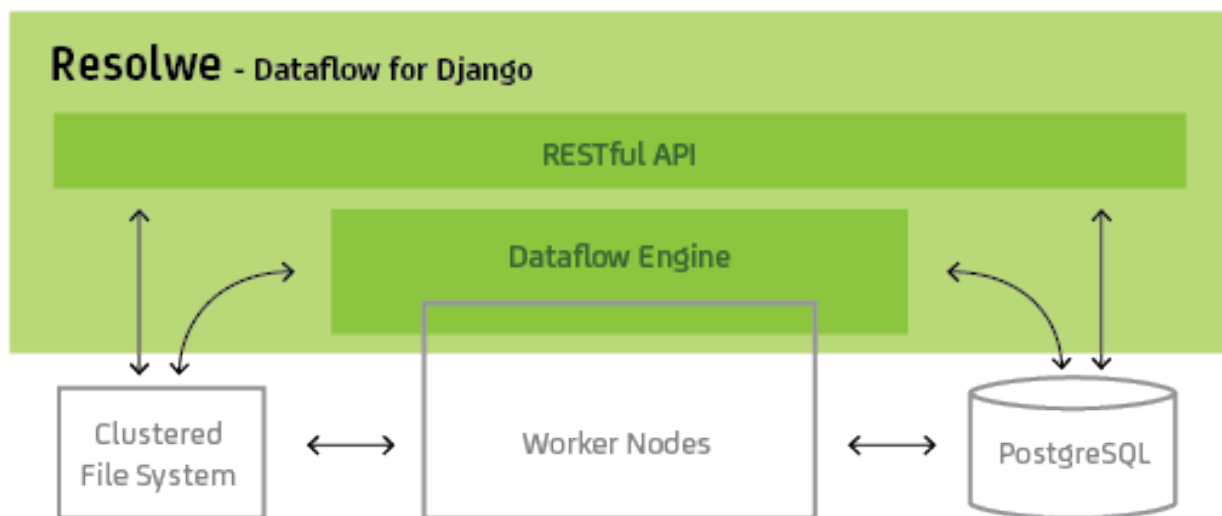 Resolwe - Dataflow for Django
RESTful API
Dataflow Engine
Clustered
File System
Worker Nodes
PostgreSQL